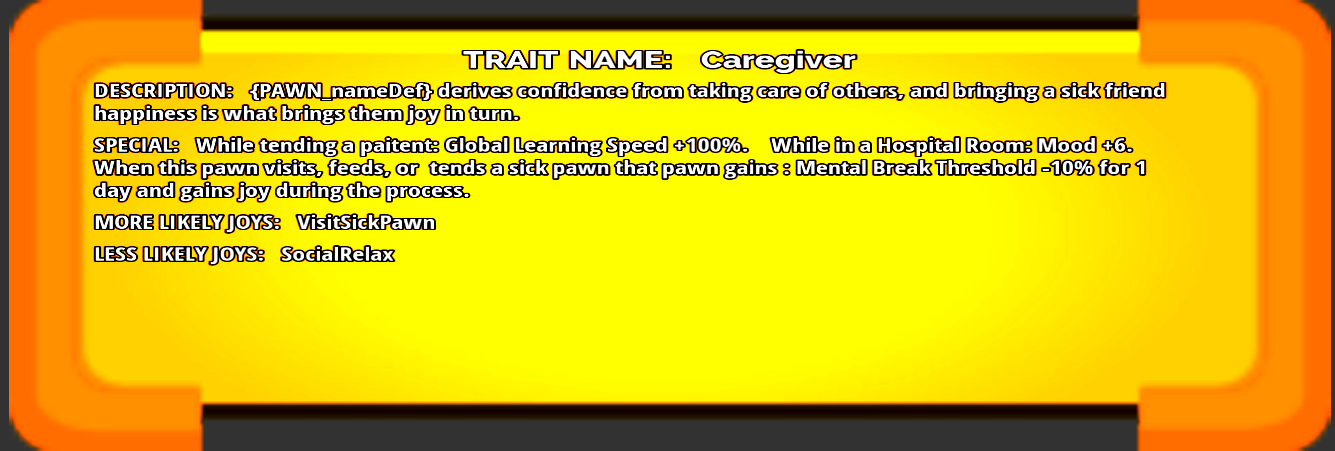 TRAIT NAME: Caregiver
DESCRIPTION: {PAWN_nameDef} derives confidence from taking care of others, and bringing a sick friend
happiness is what brings them joy in turn.
SPECIAL: While tending a paitent: Global Learning Speed +100%. While in a Hospital Room: Mood +6.
When this pawn visits, feeds, or tends a sick pawn that pawn gains : Mental Break Threshold -10% for 1
day and gains joy during the process.
MORE LIKELY JOYS: VisitSickPawn
LESS LIKELY JOYS: SocialRelax